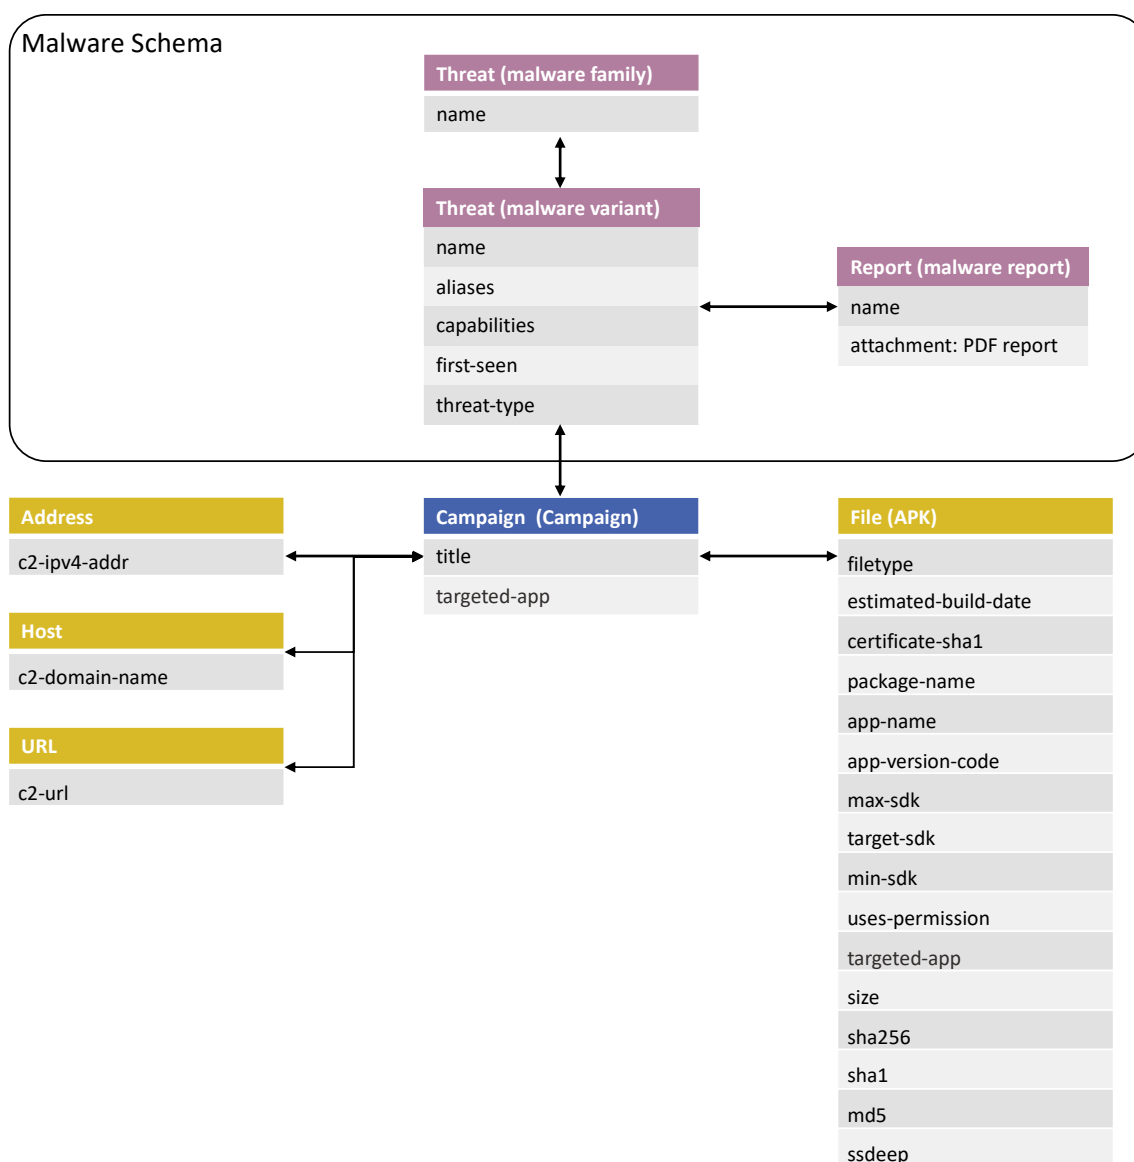 Malware Schema
Threat (malware family)
name
Threat (malware variant)
name
aliases
capabilities
first-seen
threat-type
Report (malware report)
name
attachment: PDF report
Address
c2-ipv4-addr
Host
c2-domain-name
URL
c2-url
Campaign  (Campaign)
title
targeted-app
File (APK)
filetype
estimated-build-date
certificate-sha1
package-name
app-name
app-version-code
max-sdk
target-sdk
min-sdk
uses-permission
targeted-app
size
sha256
sha1
md5
ssdeep